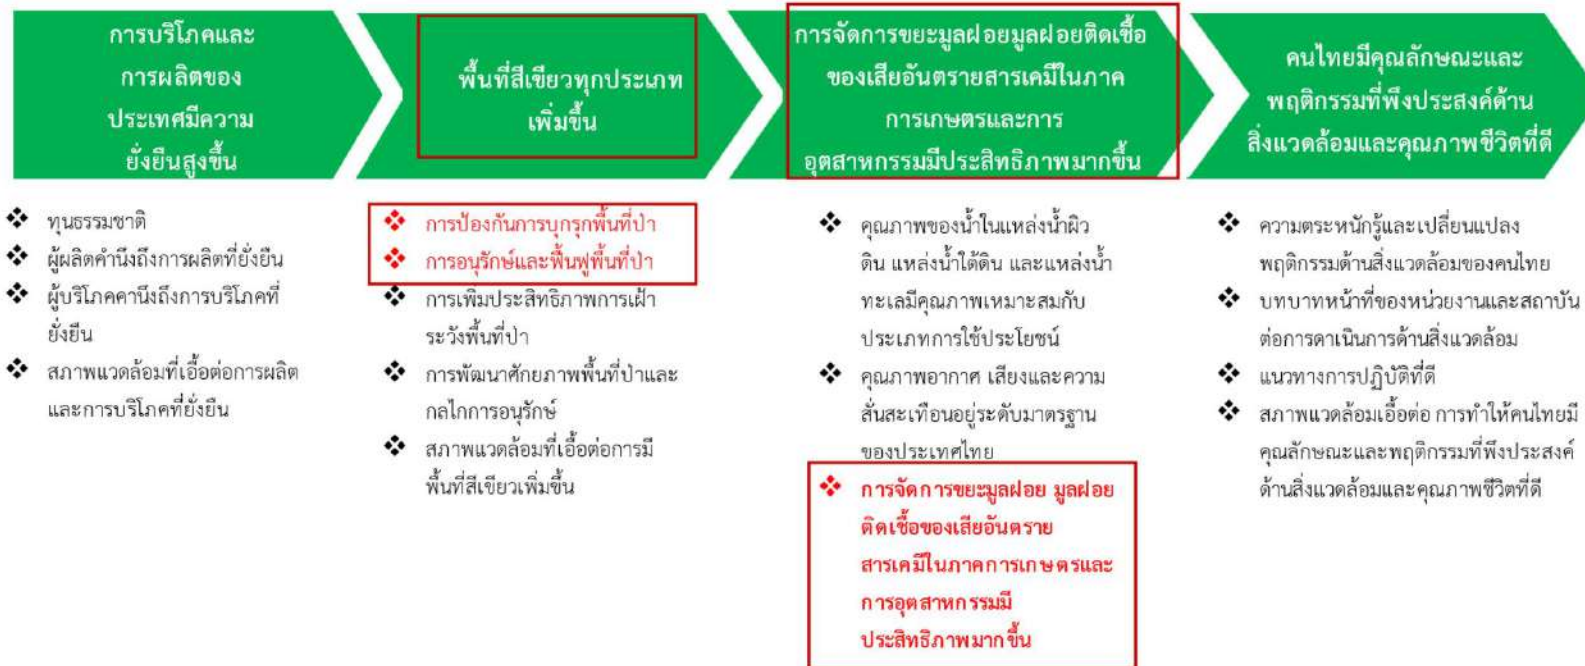 การบริโภคและ
การผลิตของ
ประเทศมีความ
ยั่งยืนสูงขึ้น
พื้นที่สีเขียวทุกประเภท
เพิ่มขึ้น
การจัดการขยะมูลฝอยมูลฝอยติดเชื้อ
ของเสียอันตรายสารเคมีในภาค
การเกษตรและการ
อุตสาหกรรมมีประสิทธิภาพมากขึ้น
คนไทยมีคุณลักษณะและ
พฤติกรรมที่พึงประสงค์ด้าน
สิ่งแวดล้อมและคุณภาพชีวิตที่ดี
❖ ทุนธรรมชาติ
❖ ผู้ผลิตคำนึงถึงการผลิตที่ยั่งยืน
❖ ผู้บริโภคคานึงถึงการบริโภคที่
ยั่งยืน
❖ สภาพแวดล้อมที่เอื้อต่อการผลิต
และการบริโภคที่ยั่งยืน
❖ การป้องกันการบุกรุกพื้นที่ป่า
❖ การอนุรักษ์และฟื้นฟูพื้นที่ป่า
❖ การเพิ่มประสิทธิภาพการเฝ้า
ระวังพื้นที่ป่า
❖ การพัฒนาศักยภาพพื้นที่ป่าและ
กลไกการอนุรักษ์
❖ สภาพแวดล้อมที่เอื้อต่อการมี
พื้นที่สีเขียวเพิ่มขึ้น
❖ คุณภาพของน้ำในแหล่งน้ำผิว
ดิน แหล่งน้ำใต้ดิน และแหล่งน้ำ
ทะเลมีคุณภาพเหมาะสมกับ
ประเภทการใช้ประโยชน์
❖ คุณภาพอากาศ เสียงและความ
สั่นสะเทือนอยู่ระดับมาตรฐาน
ของประเทศไทย
❖ การจัดการขยะมูลฝอย มูลฝอย
ติดเชื้อของเสียอันตราย
สารเคมีในภาคการเกษตรและ
การอุตสาหกรรมมี
ประสิทธิภาพมากขึ้น
❖ ความตระหนักรู้และเปลี่ยนแปลง
พฤติกรรมด้านสิ่งแวดล้อมของคนไทย
❖ บทบาทหน้าที่ของหน่วยงานและสถาบัน
ต่อการดาเนินการด้านสิ่งแวดล้อม
❖ แนวทางการปฏิบัติที่ดี
❖ สภาพแวดล้อมเอื้อต่อ การทำให้คนไทยมี
คุณลักษณะและพฤติกรรมที่พึงประสงค์
ด้านสิ่งแวดล้อมและคุณภาพชีวิตที่ดี